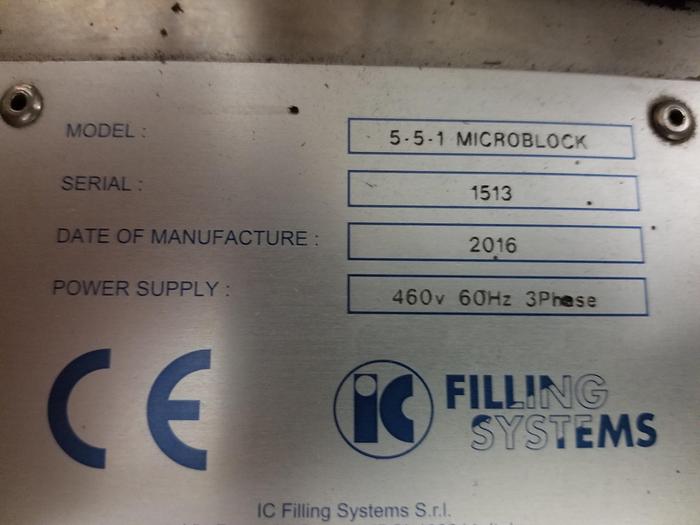 MODEL : 5-5-1 MICROBLOCK
SERIAL : 1513
DATE OF MANUFACTURE : 2016
POWER SUPPLY : 460v 60Hz 3Phase
CE
iC FILLING
SYSTEMS
IC Filling Systems S.r.l.